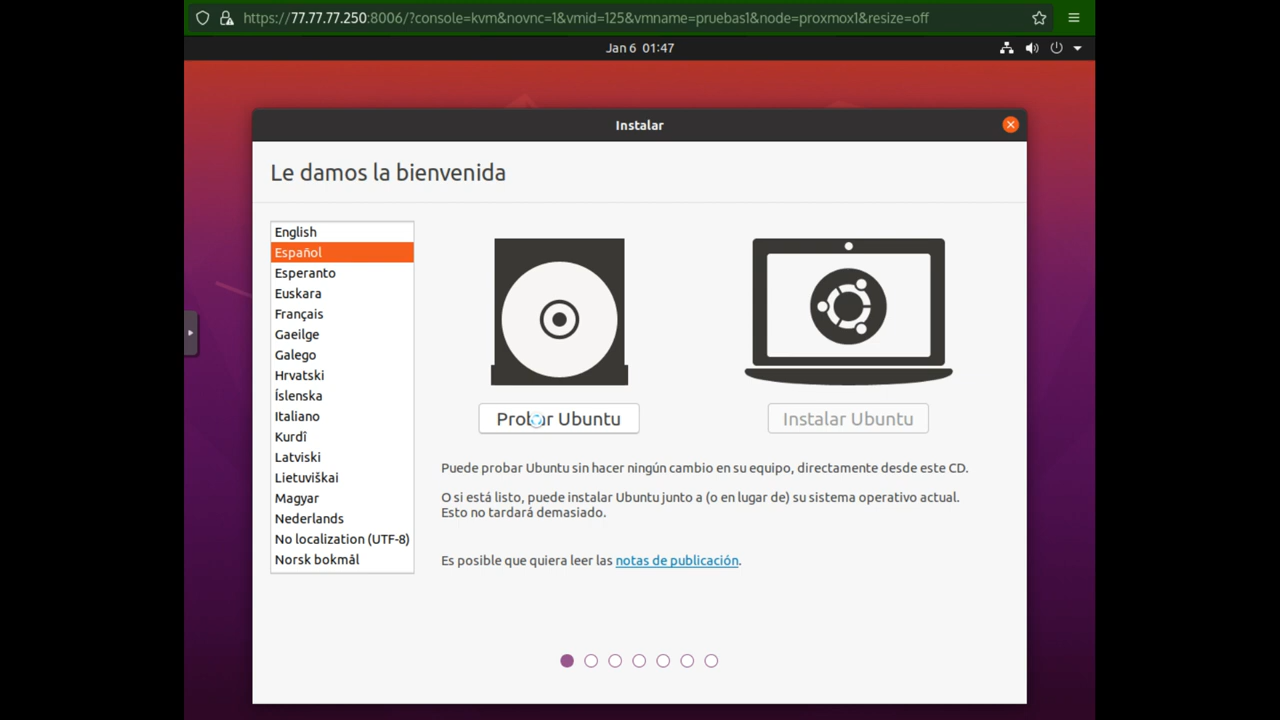 https://77.77.77.250:8006/?console=kvm&novnc=1&vmid=125&vmname=pruebas1&node=proxmox1&resize=off
Jan 6 01:47
Instalar
Le damos la bienvenida
English
Español
Esperanto
Euskara
Français
Gaeilge
Galego
Hrvatski
Íslenska
Italiano
Kurdî
Latviski
Lietuviškai
Magyar
Nederlands
No localization (UTF-8)
Norsk bokmål
Probar Ubuntu
Instalar Ubuntu
Puede probar Ubuntu sin hacer ningún cambio en su equipo, directamente desde este CD.
O si está listo, puede instalar Ubuntu junto a (o en lugar de) su sistema operativo actual.
Esto no tardará demasiado.
Es posible que quiera leer las notas de publicación.